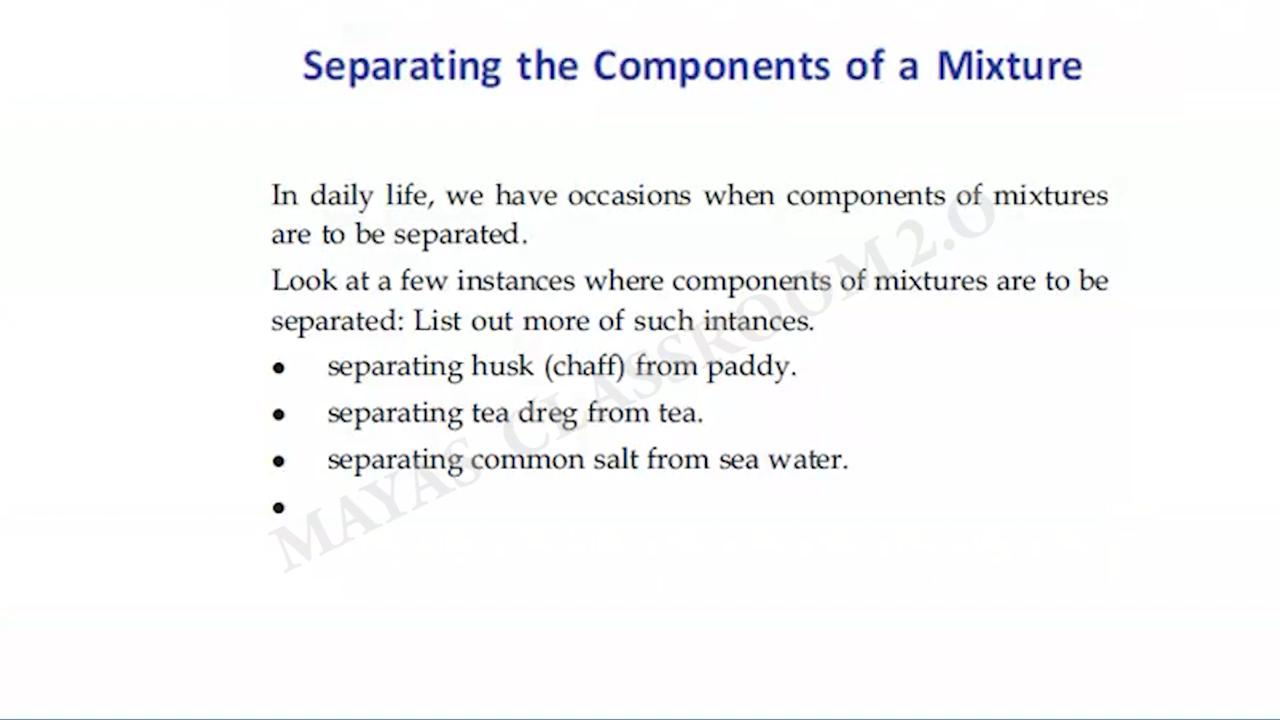 Separating the Components of a Mixture
In daily life, we have occasions when components of mixtures
are to be separated.
Look at a few instances where components of mixtures are to be
separated: List out more of such intances.
• separating husk (chaff) from paddy.
• separating tea dreg from tea.
• separating common salt from sea water.
•
MAYAS CLASSROOM 2.O